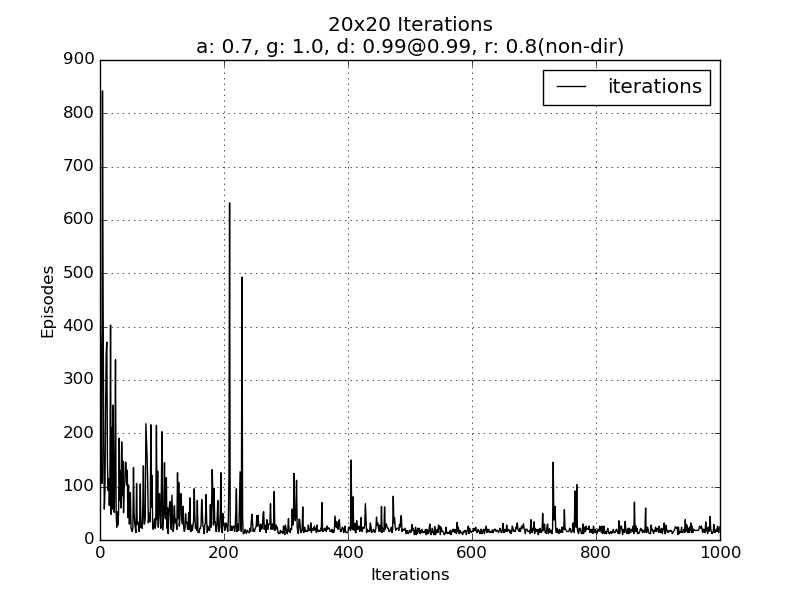 20x20 Iterations
a: 0.7, g: 1.0, d: 0.99@0.99, r: 0.8(non-dir)
900
800
700
600
500
400
300
200
100
0
Episodes
iterations
0 200 400 600 800 1000
Iterations